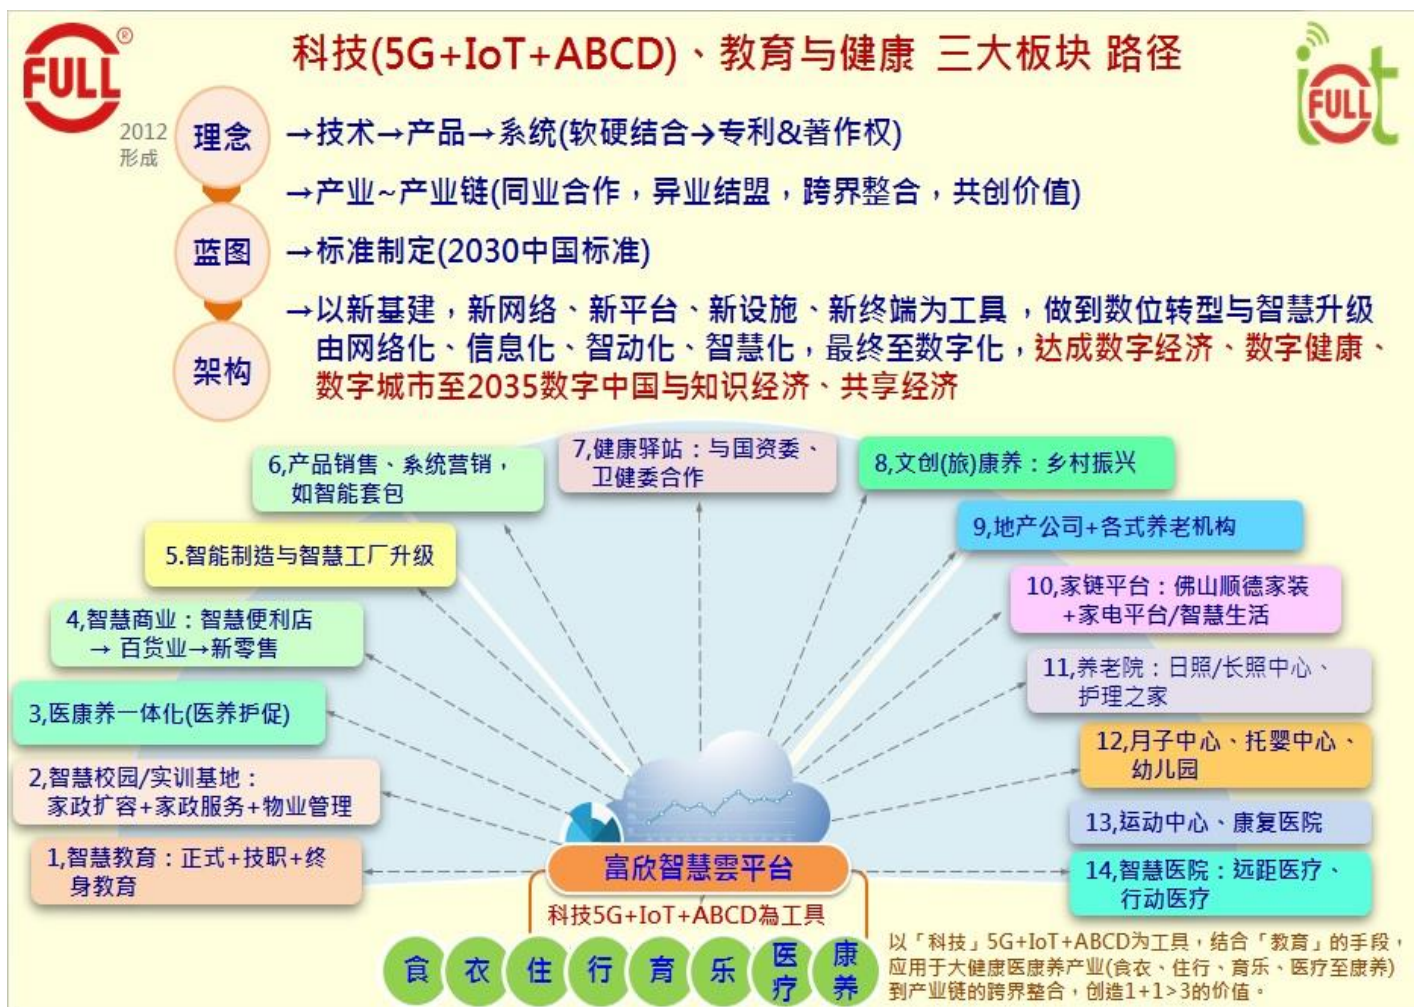 FULL®
科技(5G+IoT+ABCD)、教育与健康 三大板块 路径
iot
FULL
2012
形成
理念
→技术→产品→系统(软硬结合→专利&著作权)
→产业~产业链(同业合作，异业结盟，跨界整合，共创价值)
蓝图
→标准制定(2030中国标准)
→以新基建，新网络、新平台、新设施、新终端为工具，做到数位转型与智慧升级
由网络化、信息化、智动化、智慧化，最终至数字化，达成数字经济、数字健康、
架构
数字城市至2035数字中国与知识经济、共享经济
6,产品销售、系统营销，
如智能套包
7,健康驿站：与国资委、
卫健委合作
8,文创(旅)康养：乡村振兴
5.智能制造与智慧工厂升级
9,地产公司+各式养老机构
4,智慧商业：智慧便利店
→ 百货业→新零售
10,家链平台：佛山顺德家装
+家电平台/智慧生活
3,医康养一体化(医养护促)
11,养老院：日照/长照中心、
护理之家
2,智慧校园/实训基地：
家政扩容+家政服务+物业管理
12,月子中心、托婴中心、
幼儿园
1,智慧教育：正式+技职+终
身教育
13,运动中心、康复医院
14,智慧医院：远距医疗、
行动医疗
富欣智慧雲平台
科技5G+IoT+ABCD為工具
食 衣 住 行 育 乐 医疗 康养
以「科技」5G+IoT+ABCD为工具，结合「教育」的手段，
应用于大健康医康养产业(食衣、住行、育乐、医疗至康养)
到产业链的跨界整合，创造1+1>3的价值。